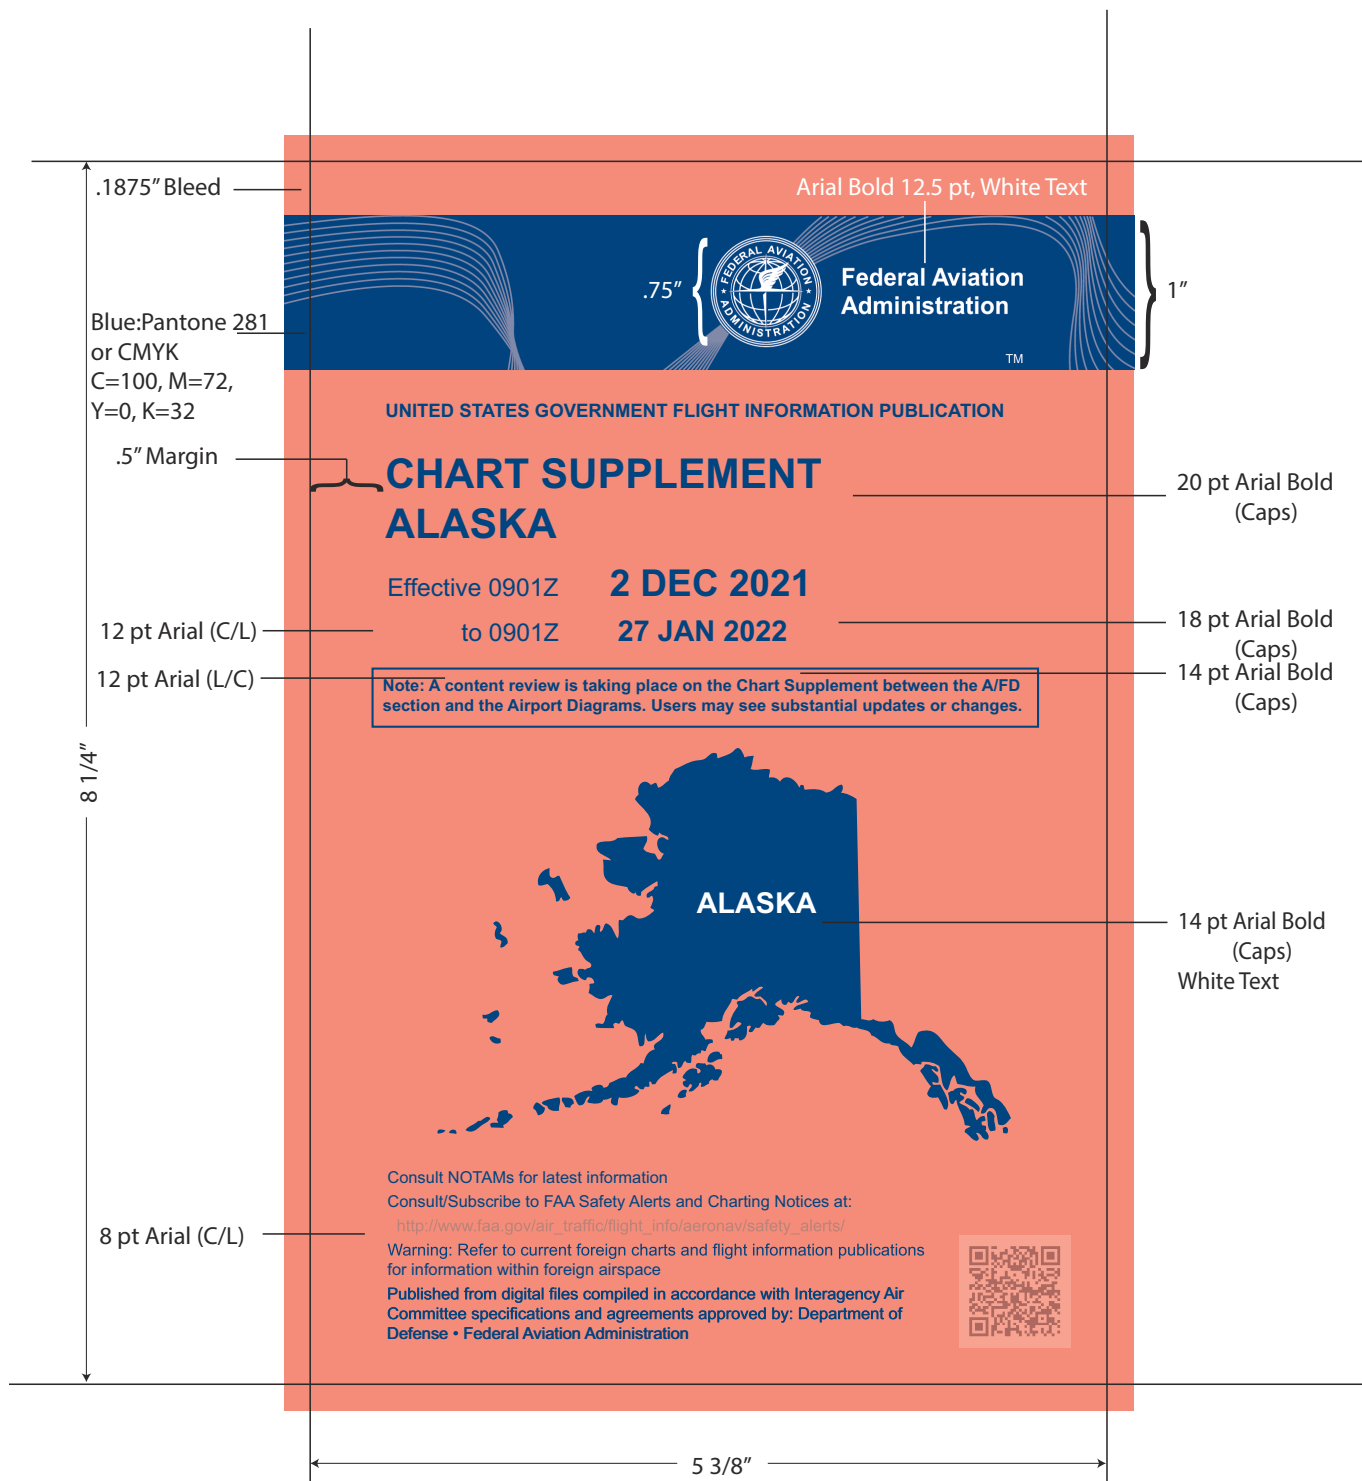 .1875” Bleed
Arial Bold 12.5 pt, White Text
.75”
FEDERAL AVIATION
ADMINISTRATION
Federal Aviation
Administration
TM
1”
Blue:Pantone 281
or CMYK
C=100, M=72,
Y=0, K=32
UNITED STATES GOVERNMENT FLIGHT INFORMATION PUBLICATION
.5” Margin
CHART SUPPLEMENT
ALASKA
20 pt Arial Bold
(Caps)
Effective 0901Z 2 DEC 2021
to 0901Z 27 JAN 2022
12 pt Arial (C/L)
18 pt Arial Bold
(Caps)
12 pt Arial (L/C)
14 pt Arial Bold
(Caps)
Note: A content review is taking place on the Chart Supplement between the A/FD
section and the Airport Diagrams. Users may see substantial updates or changes.
8 1/4”
ALASKA
14 pt Arial Bold
(Caps)
White Text
Consult NOTAMs for latest information
Consult/Subscribe to FAA Safety Alerts and Charting Notices at:
http://www.faa.gov/air_traffic/flight_info/aeronav/safety_alerts/
8 pt Arial (C/L)
Warning: Refer to current foreign charts and flight information publications
for information within foreign airspace
Published from digital files compiled in accordance with Interagency Air
Committee specifications and agreements approved by: Department of
Defense • Federal Aviation Administration
5 3/8”